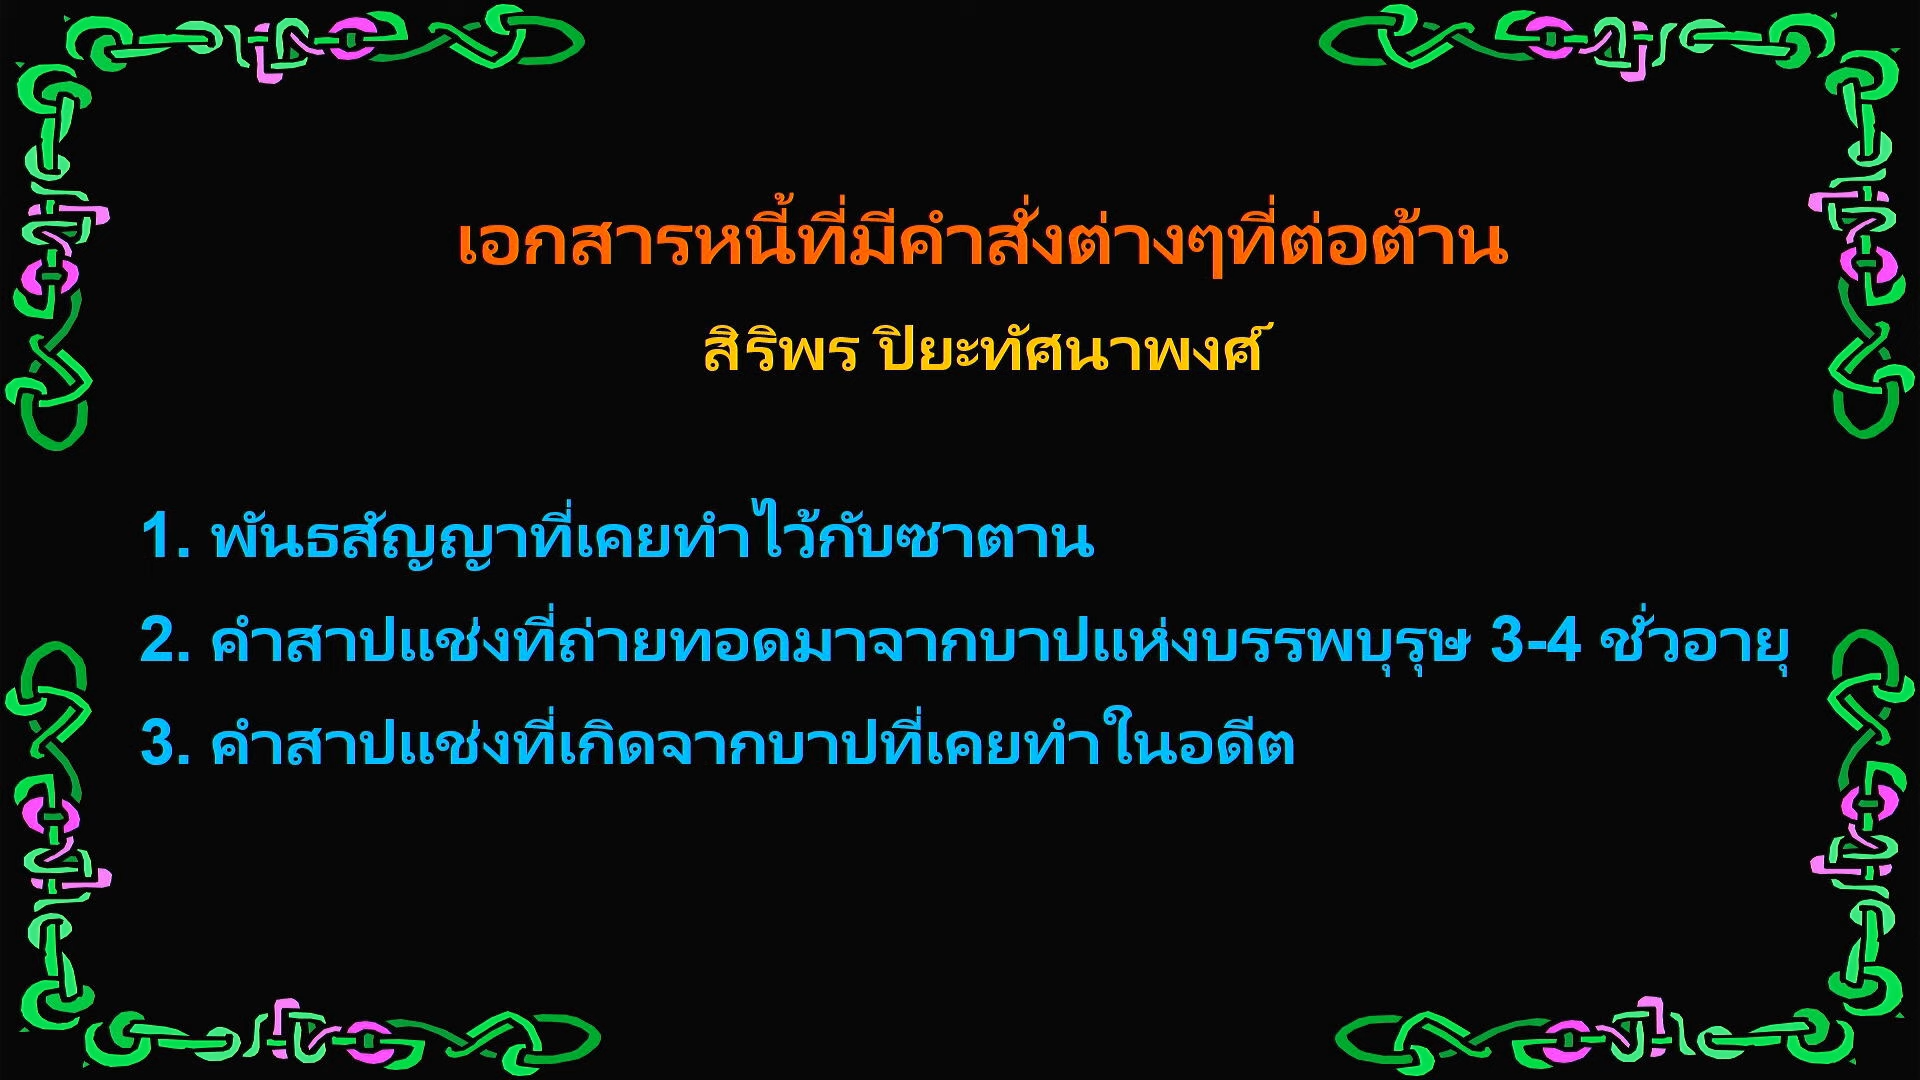 เอกสารหนี้ที่มีคำสั่งต่างๆที่ต่อต้าน
สิริพร ปิยะทัศนาพงศ์
1. พันธสัญญาที่เคยทำไว้กับซาตาน
2. คำสาปแช่งที่ถ่ายทอดมาจากบาปแห่งบรรพบุรุษ 3-4 ชั่วอายุ
3. คำสาปแช่งที่เกิดจากบาปที่เคยทำในอดีต